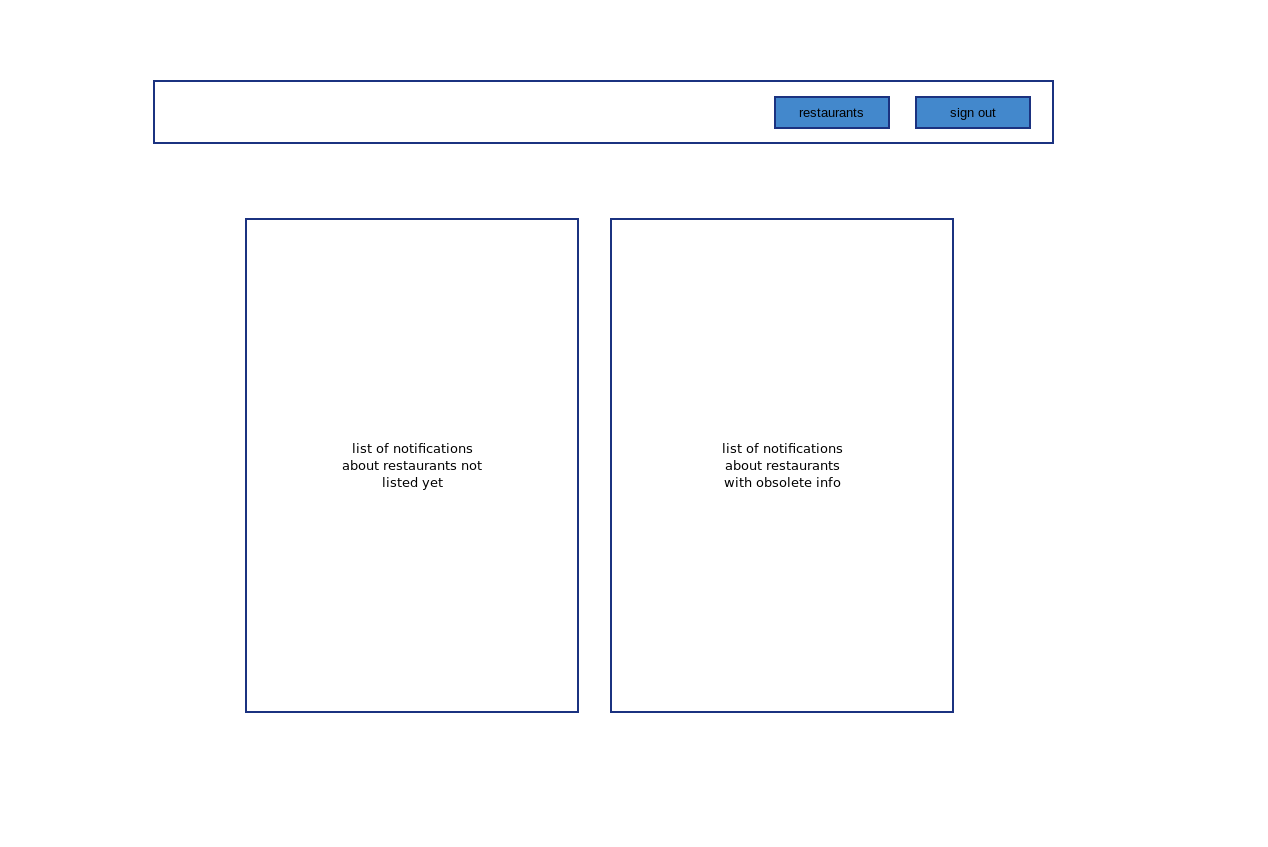 restaurants
sign out
list of notifications
about restaurants not
listed yet
list of notifications
about restaurants
with obsolete info